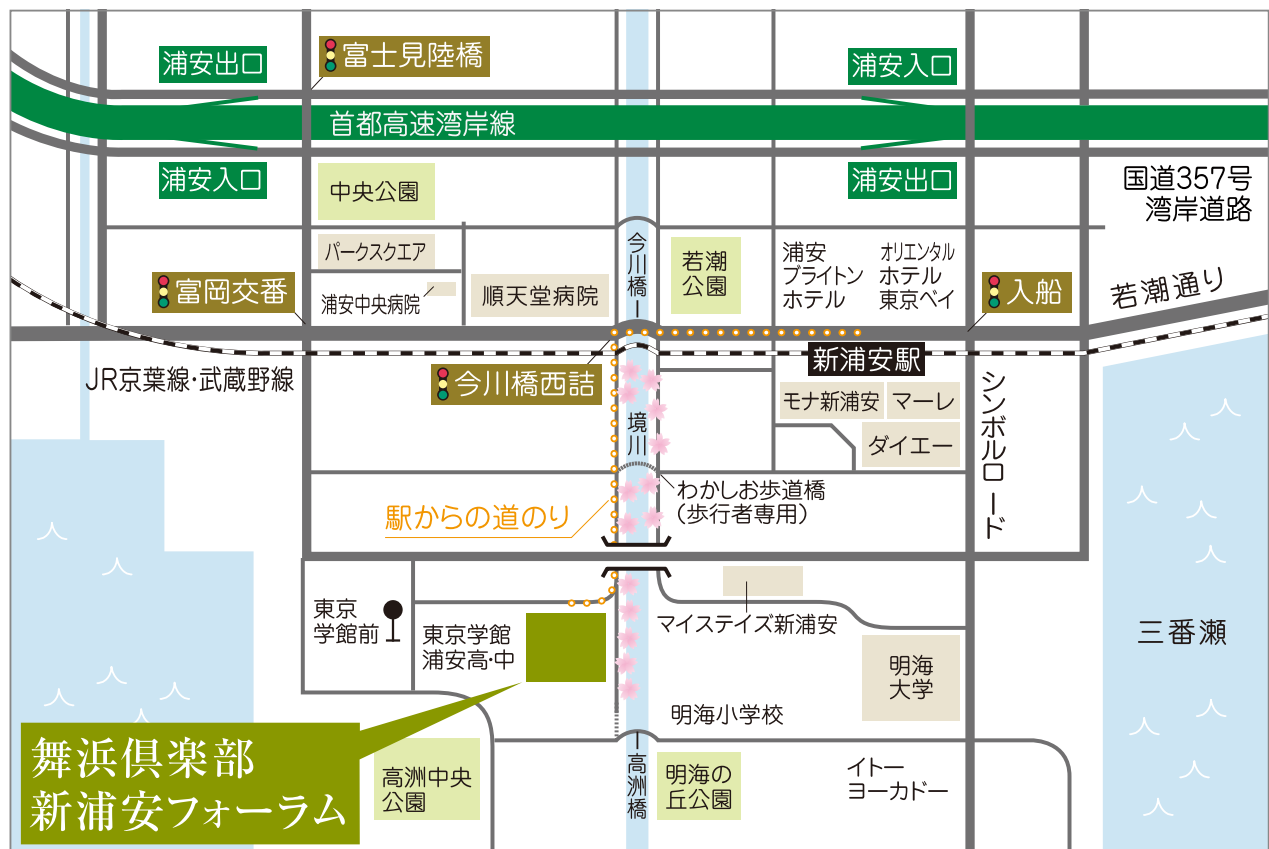 浦安出口
富士見陸橋
浦安入口
首都高速湾岸線
浦安入口
中央公園
浦安出口
国道357号
湾岸道路
パークスクエア
浦安中央病院
順天堂病院
今川橋
若潮
公園
浦安
ブライトン
ホテル
オリエンタル
ホテル
東京ベイ
富岡交番
入船
若潮通り
JR京葉線・武蔵野線
今川橋西詰
新浦安駅
モナ新浦安
マーレ
ダイエー
シンボルロード
境川
わかしお歩道橋
(歩行者専用)
駅からの道のり
東京
学館前
東京学館
浦安高・中
マイステイズ新浦安
明海
大学
三番瀬
明海小学校
舞浜倶楽部
新浦安フォーラム
高洲中央
公園
高洲橋
明海の
丘公園
イトー
ヨーカドー